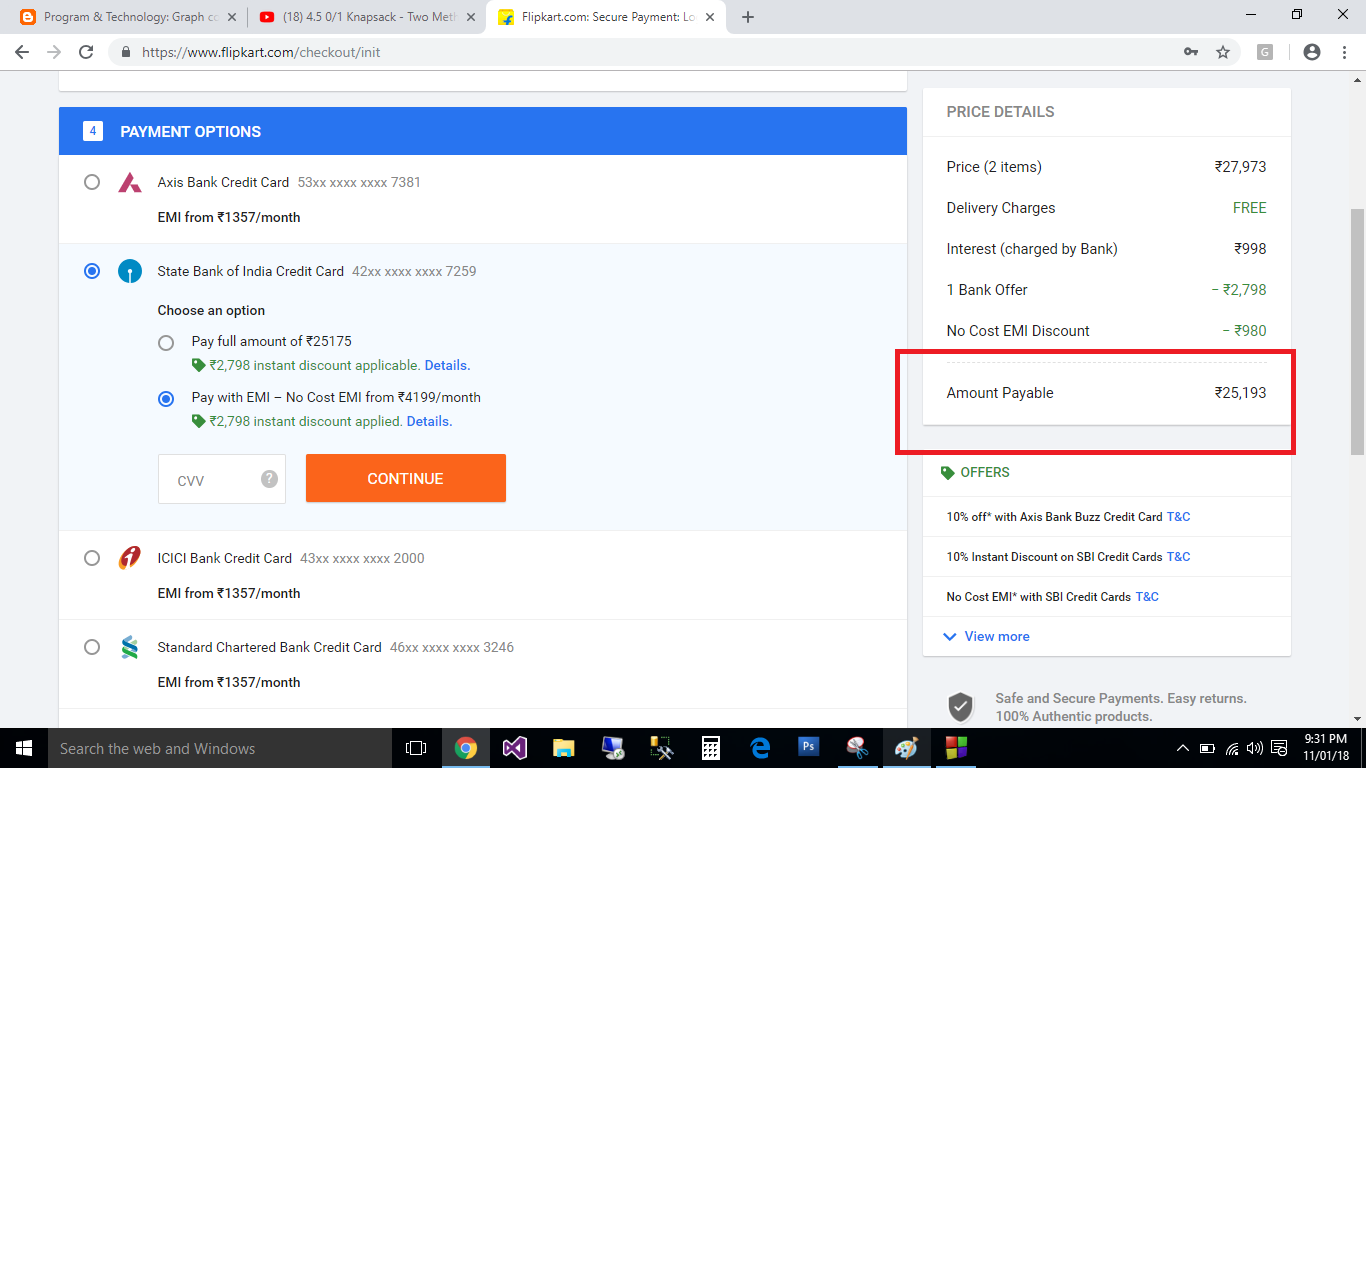 Program & Technology: Graph co
(18) 4.5 0/1 Knapsack - Two Meth
Flipkart.com: Secure Payment: Lo
https://www.flipkart.com/checkout/init
G
4 PAYMENT OPTIONS
Axis Bank Credit Card 53xx xxxx xxxx 7381
EMI from ₹1357/month
State Bank of India Credit Card 42xx xxxx xxxx 7259
Choose an option
Pay full amount of ₹25175
₹2,798 instant discount applicable. Details.
Pay with EMI – No Cost EMI from ₹4199/month
₹2,798 instant discount applied. Details.
CVV ?
CONTINUE
ICICI Bank Credit Card 43xx xxxx xxxx 2000
EMI from ₹1357/month
Standard Chartered Bank Credit Card 46xx xxxx xxxx 3246
EMI from ₹1357/month
PRICE DETAILS
Price (2 items) ₹27,973
Delivery Charges FREE
Interest (charged by Bank) ₹998
1 Bank Offer − ₹2,798
No Cost EMI Discount − ₹980
Amount Payable ₹25,193
OFFERS
10% off* with Axis Bank Buzz Credit Card T&C
10% Instant Discount on SBI Credit Cards T&C
No Cost EMI* with SBI Credit Cards T&C
View more
Safe and Secure Payments. Easy returns.
100% Authentic products.
Search the web and Windows
Ps
9:31 PM
11/01/18